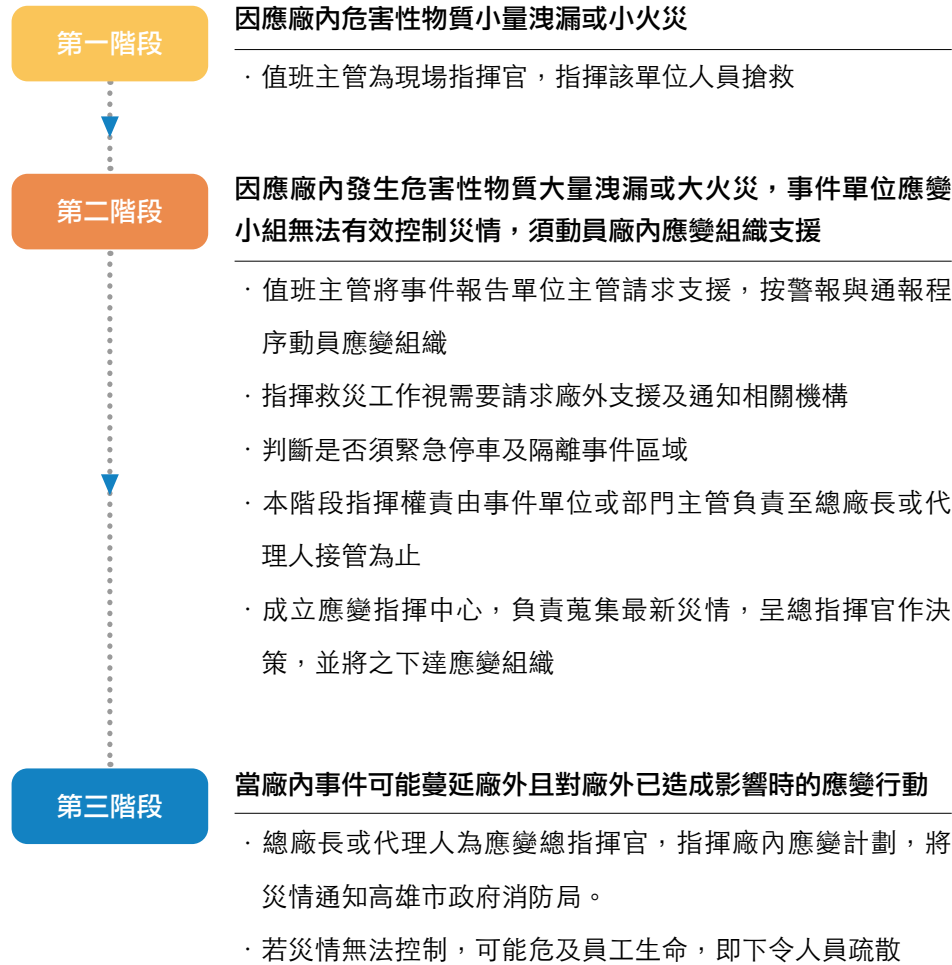 第一階段
因應廠內危害性物質小量洩漏或小火災
·值班主管為現場指揮官，指揮該單位人員搶救
第二階段
因應廠內發生危害性物質大量洩漏或大火災，事件單位應變
小組無法有效控制災情，須動員廠內應變組織支援
·值班主管將事件報告單位主管請求支援，按警報與通報程
序動員應變組織
·指揮救災工作視需要請求廠外支援及通知相關機構
·判斷是否須緊急停車及隔離事件區域
·本階段指揮權責由事件單位或部門主管負責至總廠長或代
理人接管為止
·成立應變指揮中心，負責蒐集最新災情，呈總指揮官作決
策，並將之下達應變組織
第三階段
當廠內事件可能蔓延廠外且對廠外已造成影響時的應變行動
·總廠長或代理人為應變總指揮官，指揮廠內應變計劃，將
災情通知高雄市政府消防局。
·若災情無法控制，可能危及員工生命，即下令人員疏散